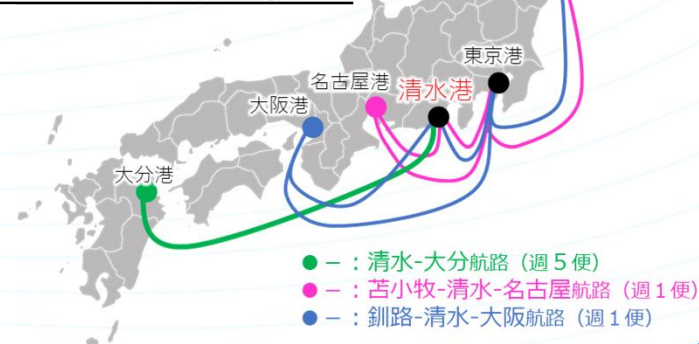 東京港
名古屋港
清水港
大阪港
大分港
●－：清水-大分航路（週５便）
●－：苫小牧-清水-名古屋航路（週１便）
●－：釧路-清水-大阪航路（週１便）